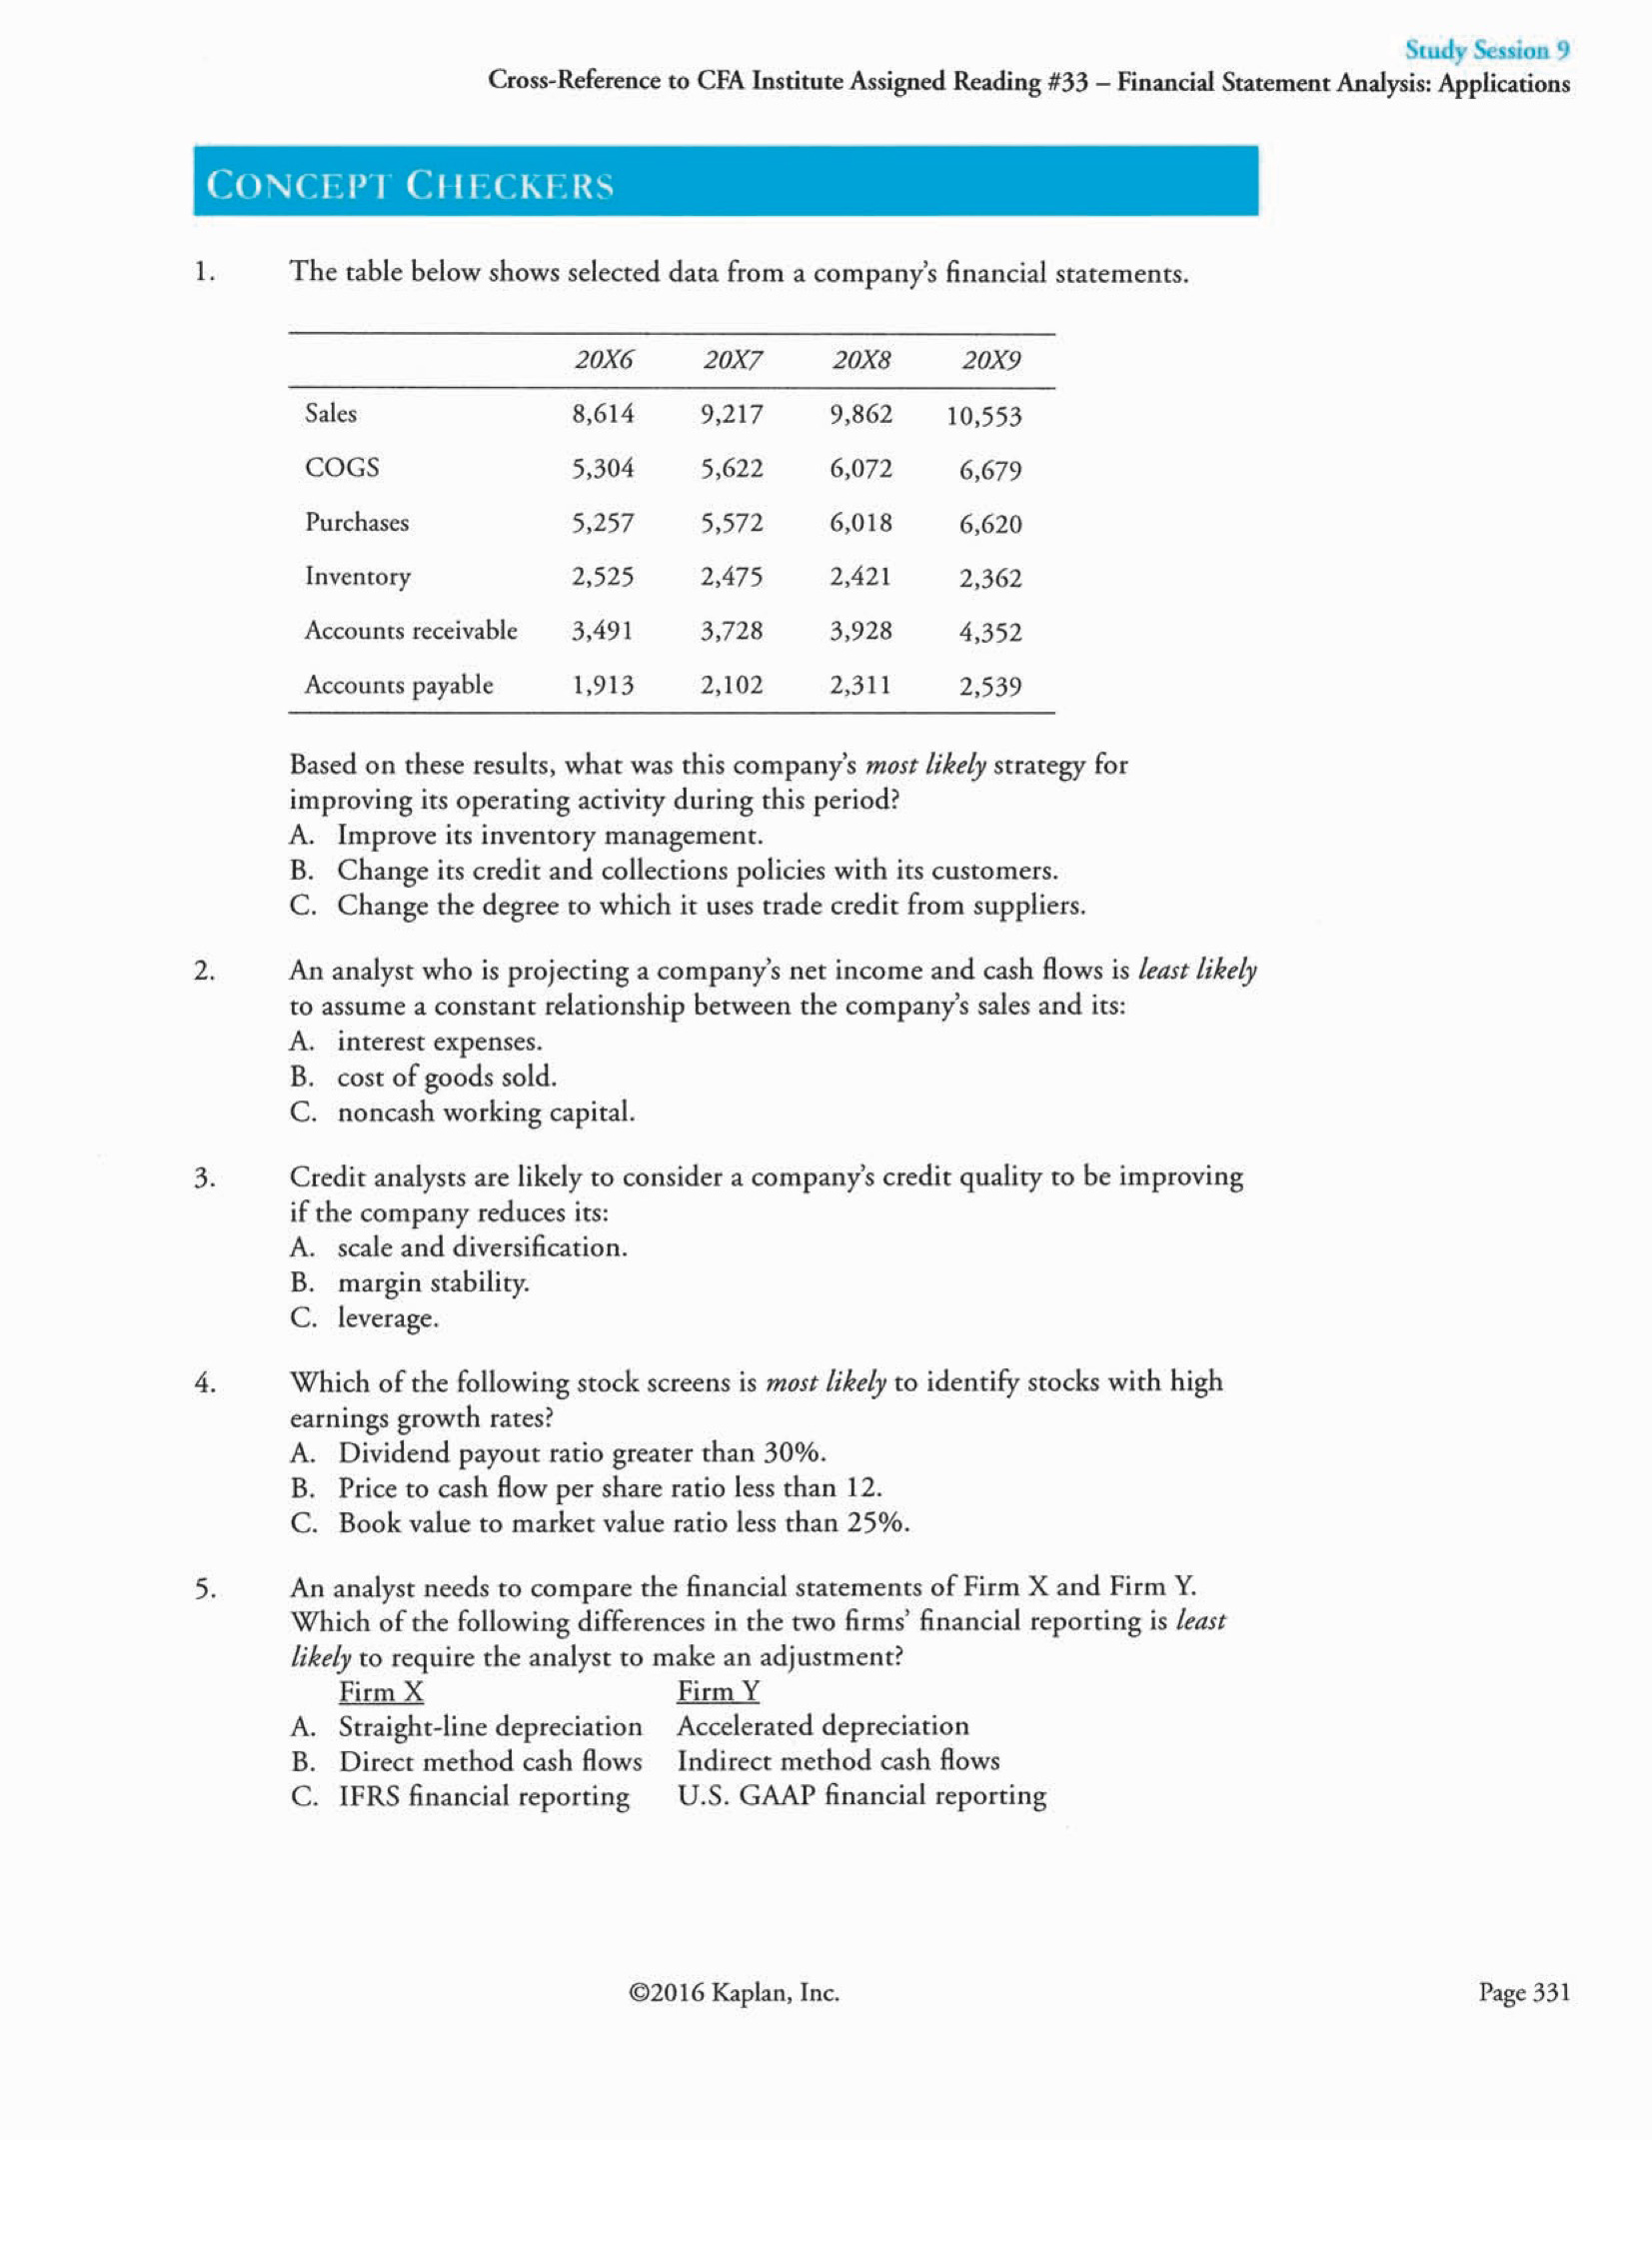 Study Session 9
Cross-Reference to CFA Institute Assigned Reading #33 – Financial Statement Analysis: Applications
CONCEPT CHECKERS
1. The table below shows selected data from a company's financial statements.
20X6 20X7 20X8 20X9
Sales 8,614 9,217 9,862 10,553
COGS 5,304 5,622 6,072 6,679
Purchases 5,257 5,572 6,018 6,620
Inventory 2,525 2,475 2,421 2,362
Accounts receivable 3,491 3,728 3,928 4,352
Accounts payable 1,913 2,102 2,311 2,539
Based on these results, what was this company's most likely strategy for
improving its operating activity during this period?
A. Improve its inventory management.
B. Change its credit and collections policies with its customers.
C. Change the degree to which it uses trade credit from suppliers.
2. An analyst who is projecting a company's net income and cash flows is least likely
to assume a constant relationship between the company's sales and its:
A. interest expenses.
B. cost of goods sold.
C. noncash working capital.
3. Credit analysts are likely to consider a company's credit quality to be improving
if the company reduces its:
A. scale and diversification.
B. margin stability.
C. leverage.
4. Which of the following stock screens is most likely to identify stocks with high
earnings growth rates?
A. Dividend payout ratio greater than 30%.
B. Price to cash flow per share ratio less than 12.
C. Book value to market value ratio less than 25%.
5. An analyst needs to compare the financial statements of Firm X and Firm Y.
Which of the following differences in the two firms' financial reporting is least
likely to require the analyst to make an adjustment?
Firm X Firm Y
A. Straight-line depreciation Accelerated depreciation
B. Direct method cash flows Indirect method cash flows
C. IFRS financial reporting U.S. GAAP financial reporting
©2016 Kaplan, Inc. Page 331